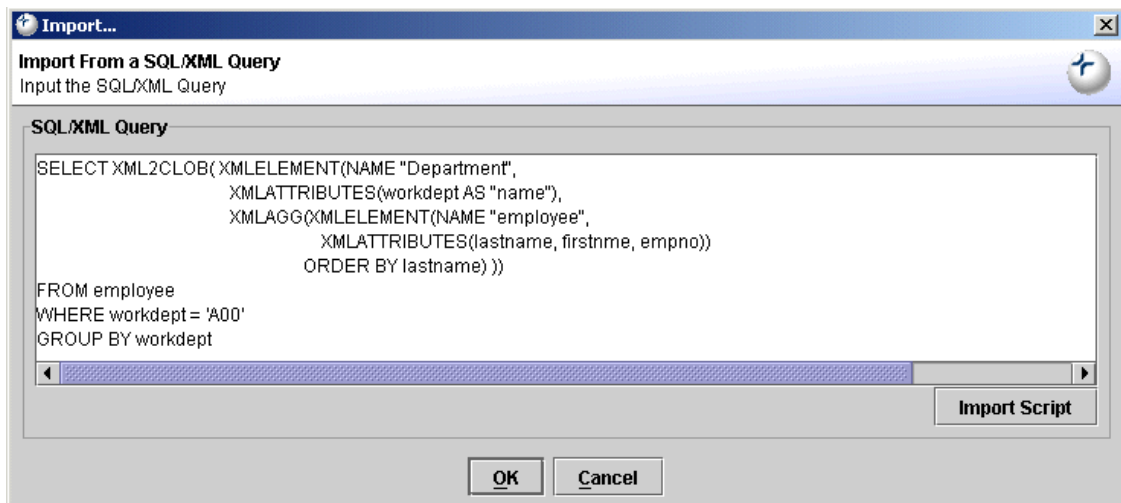 Import...
Import From a SQL/XML Query
Input the SQL/XML Query
SQL/XML Query
SELECT XML2CLOB( XMLELEMENT(NAME "Department",
XMLATTRIBUTES(workdept AS "name"),
XMLAGG(XMLELEMENT(NAME "employee",
XMLATTRIBUTES(lastname, firstnme, empno))
ORDER BY lastname) ))
FROM employee
WHERE workdept = 'A00'
GROUP BY workdept
Import Script
OK Cancel